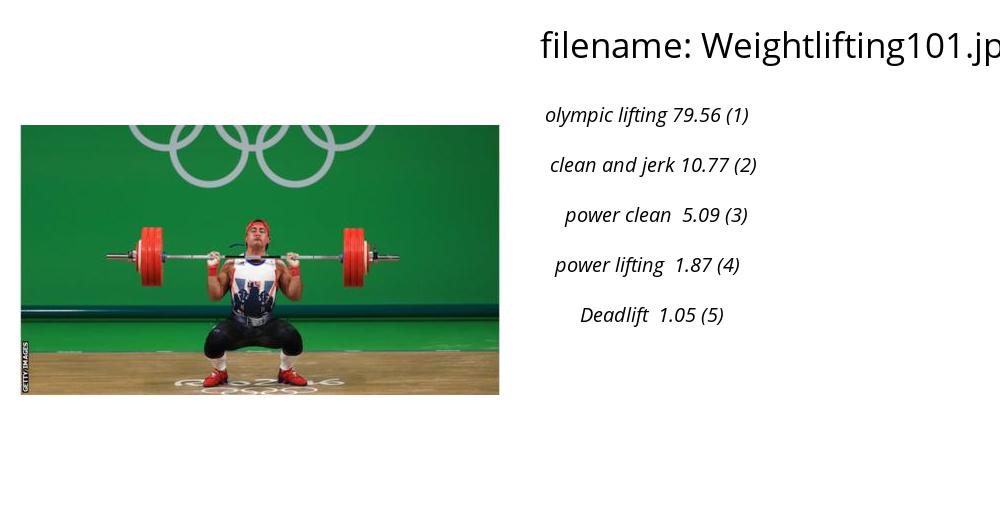 filename: Weightlifting101.jp
olympic lifting 79.56 (1)
clean and jerk 10.77 (2)
power clean 5.09 (3)
power lifting 1.87 (4)
Deadlift 1.05 (5)
GETTY IMAGES